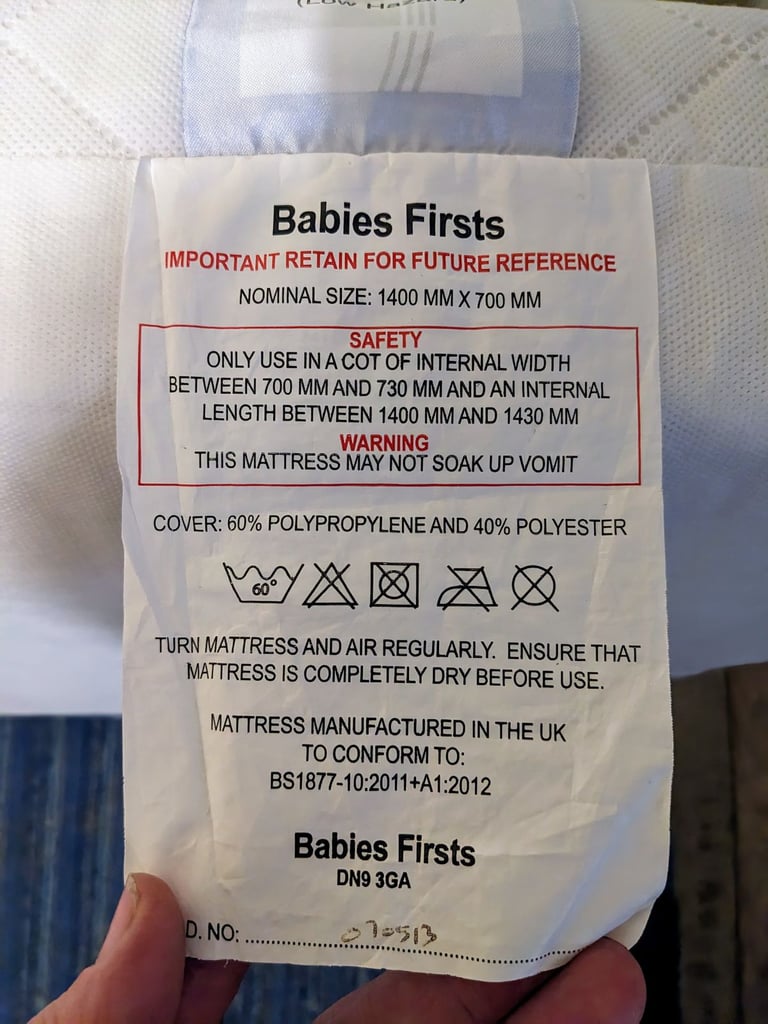 (Low Hazard)
Babies Firsts
IMPORTANT RETAIN FOR FUTURE REFERENCE
NOMINAL SIZE: 1400 MM X 700 MM
SAFETY
ONLY USE IN A COT OF INTERNAL WIDTH
BETWEEN 700 MM AND 730 MM AND AN INTERNAL
LENGTH BETWEEN 1400 MM AND 1430 MM
WARNING
THIS MATTRESS MAY NOT SOAK UP VOMIT
COVER: 60% POLYPROPYLENE AND 40% POLYESTER
60°
TURN MATTRESS AND AIR REGULARLY. ENSURE THAT
MATTRESS IS COMPLETELY DRY BEFORE USE.
MATTRESS MANUFACTURED IN THE UK
TO CONFORM TO:
BS1877-10:2011+A1:2012
Babies Firsts
DN9 3GA
D. NO: 070513